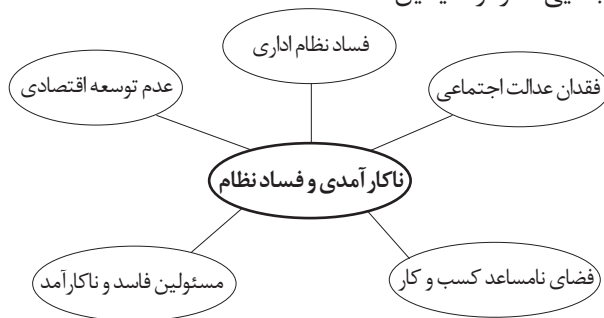 فساد نظام اداری
فقدان عدالت اجتماعی
عدم توسعه اقتصادی
ناکارآمدی و فساد نظام
فضای نامساعد کسب و کار
مسئولین فاسد و ناکارآمد